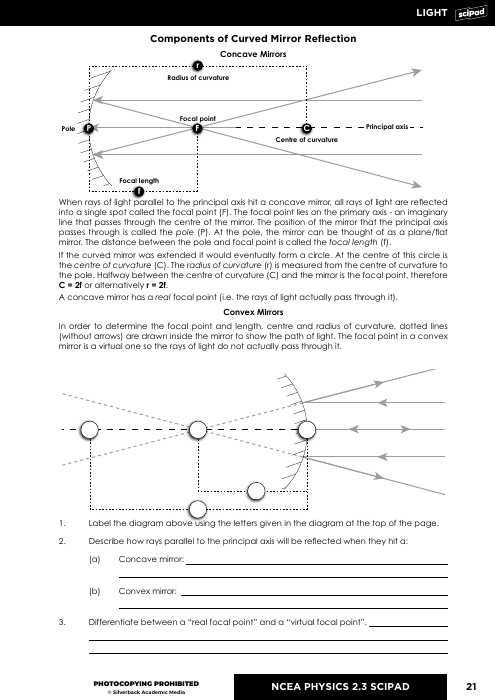 LIGHT scipad
Components of Curved Mirror Reflection
Concave Mirrors
r
Radius of curvature
Focal point
Pole P F C Principal axis
Centre of curvature
Focal length
f
When rays of light parallel to the principal axis hit a concave mirror, all rays of light are reflected
into a single spot called the focal point (F). The focal point lies on the primary axis - an imaginary
line that passes through the centre of the mirror. The position of the mirror that the principal axis
passes through is called the pole (P). At the pole, the mirror can be thought of as a plane/flat
mirror. The distance between the pole and focal point is called the focal length (f).
If the curved mirror was extended it would eventually form a circle. At the centre of this circle is
the centre of curvature (C). The radius of curvature (r) is measured from the centre of curvature to
the pole. Halfway between the centre of curvature (C) and the mirror is the focal point, therefore
C = 2f or alternatively r = 2f.
A concave mirror has a real focal point (i.e. the rays of light actually pass through it).
Convex Mirrors
In order to determine the focal point and length, centre and radius of curvature, dotted lines
(without arrows) are drawn inside the mirror to show the path of light. The focal point in a convex
mirror is a virtual one so the rays of light do not actually pass through it.
1. Label the diagram above using the letters given in the diagram at the top of the page.
2. Describe how rays parallel to the principal axis will be reflected when they hit a:
(a) Concave mirror:
(b) Convex mirror:
3. Differentiate between a “real focal point” and a “virtual focal point”.
PHOTOCOPYING PROHIBITED
© Silverback Academic Media
NCEA PHYSICS 2.3 SCIPAD
21